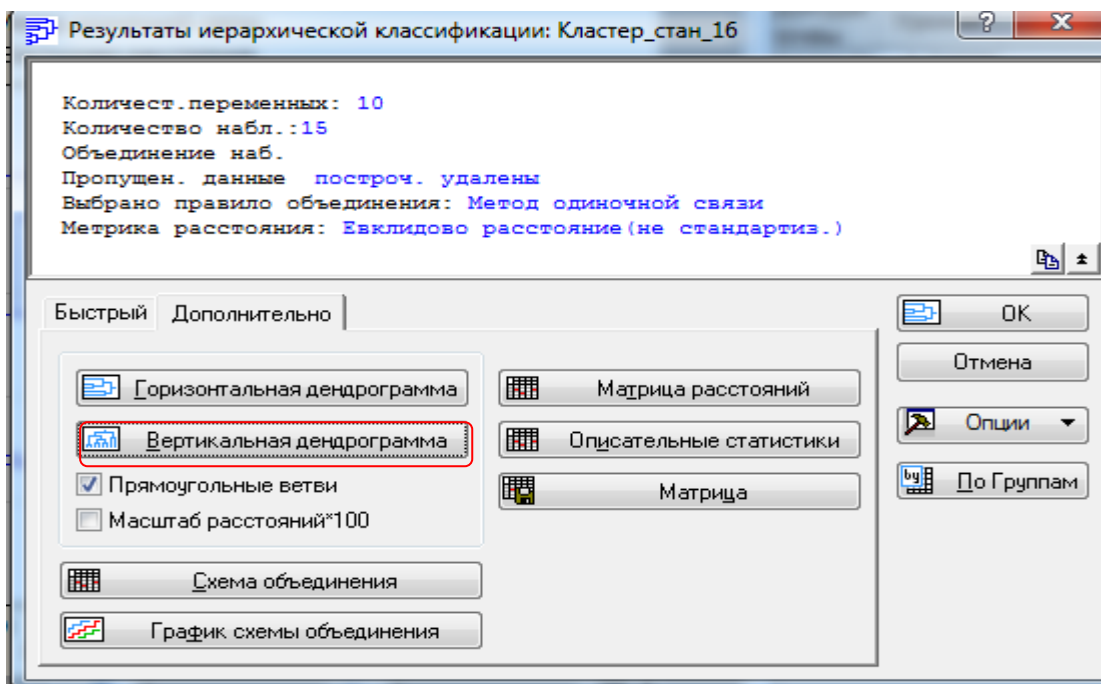 Результаты иерархической классификации: Кластер_стан_16
Количест.переменных: 10
Количество набл.:15
Объединение наб.
Пропущен. данные построч. удалены
Выбрано правило объединения: Метод одиночной связи
Метрика расстояния: Евклидово расстояние(не стандартиз.)
Быстрый Дополнительно
OK
Отмена
Горизонтальная дендрограмма
Матрица расстояний
Вертикальная дендрограмма
Описательные статистики
Опции
Прямоугольные ветви
Матрица
by По Группам
Масштаб расстояний*100
Схема объединения
График схемы объединения